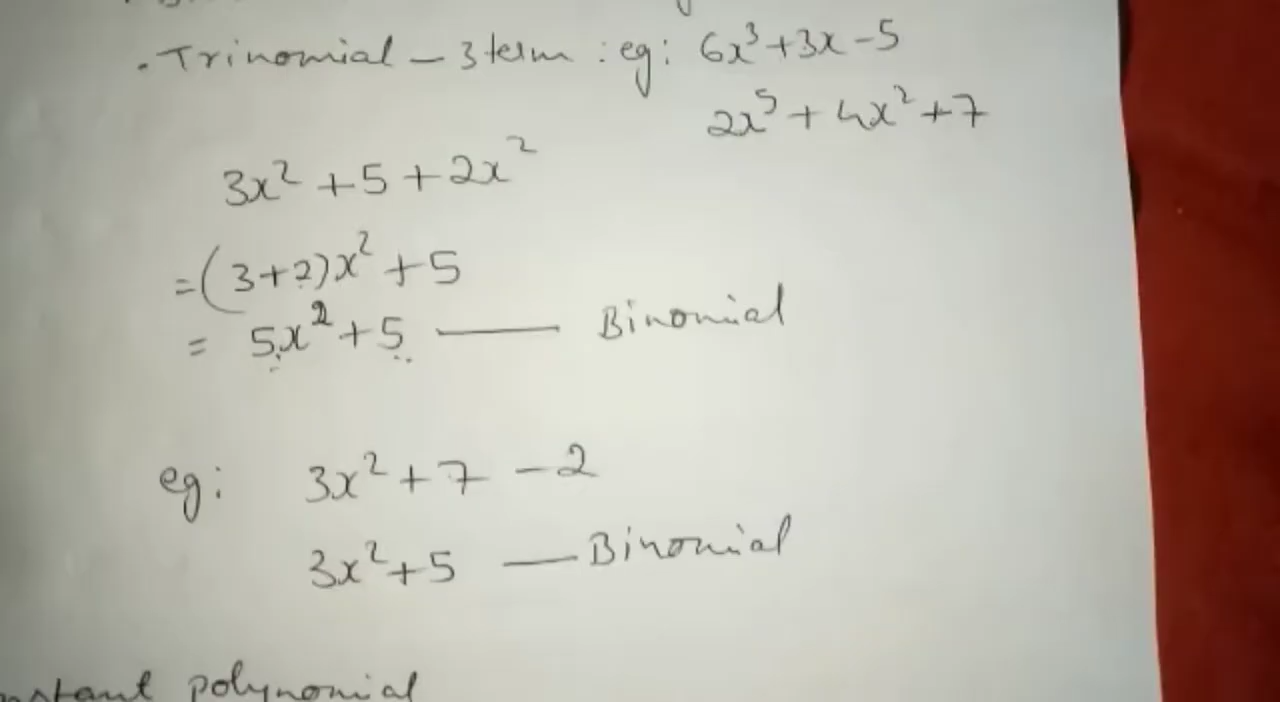 . Trinomial – 3 term : eg: 6x³+3x-5
2x⁵+4x²+7
3x²+5+2x²
=(3+2)x²+5
= 5x²+5 —— Binomial
eg: 3x²+7-2
3x²+5 — Binomial
polynomial